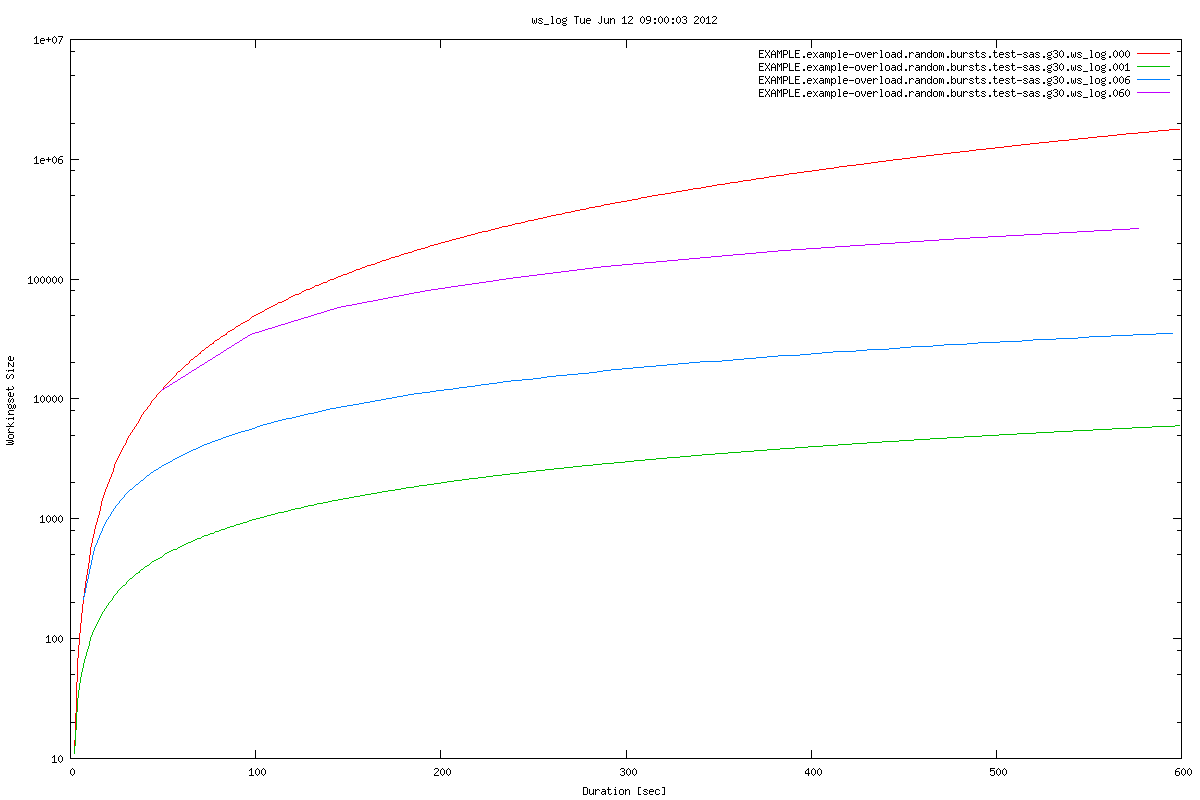 ws_log Tue Jun 12 09:00:03 2012
1e+07
EXAMPLE.example-overload.random.bursts.test-sas.g30.ws_log.000
EXAMPLE.example-overload.random.bursts.test-sas.g30.ws_log.001
EXAMPLE.example-overload.random.bursts.test-sas.g30.ws_log.006
EXAMPLE.example-overload.random.bursts.test-sas.g30.ws_log.060
1e+06
100000
Workingset Size
10000
1000
100
10
0 100 200 300 400 500 600
Duration [sec]